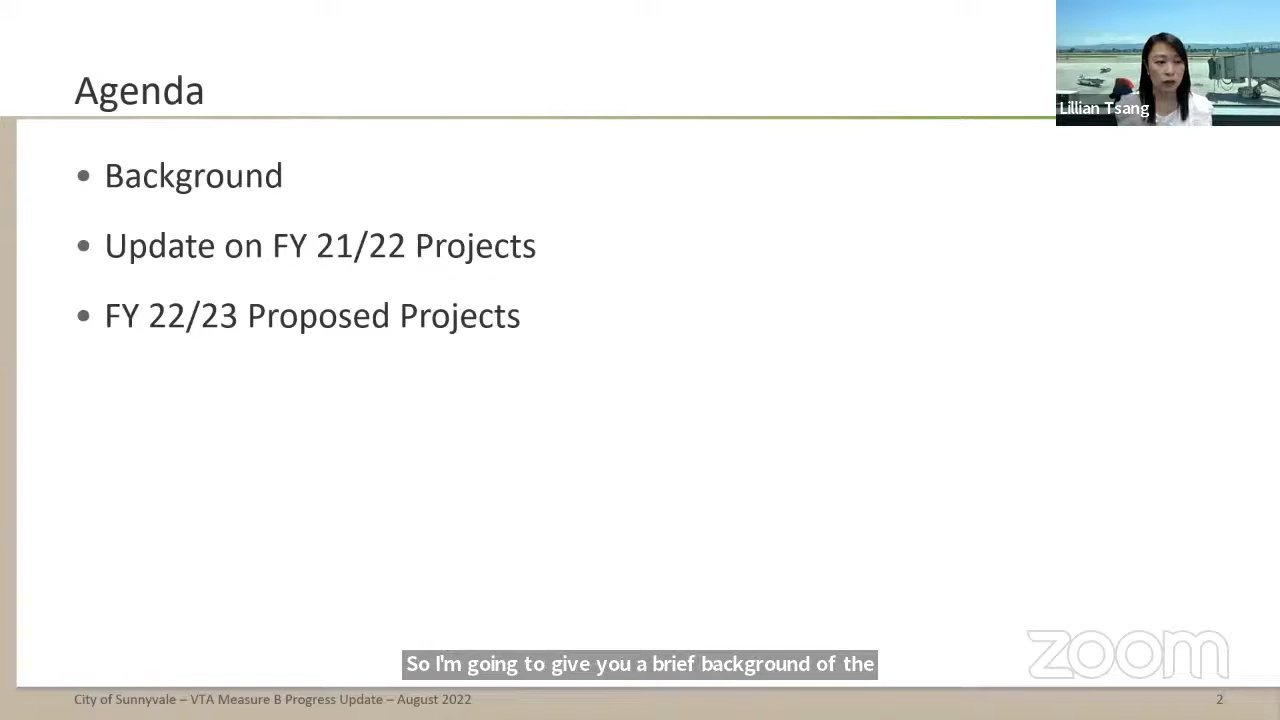 Agenda
Lillian Tsang
• Background
• Update on FY 21/22 Projects
• FY 22/23 Proposed Projects
So I'm going to give you a brief background of the
zoom
City of Sunnyvale – VTA Measure B Progress Update – August 2022
2